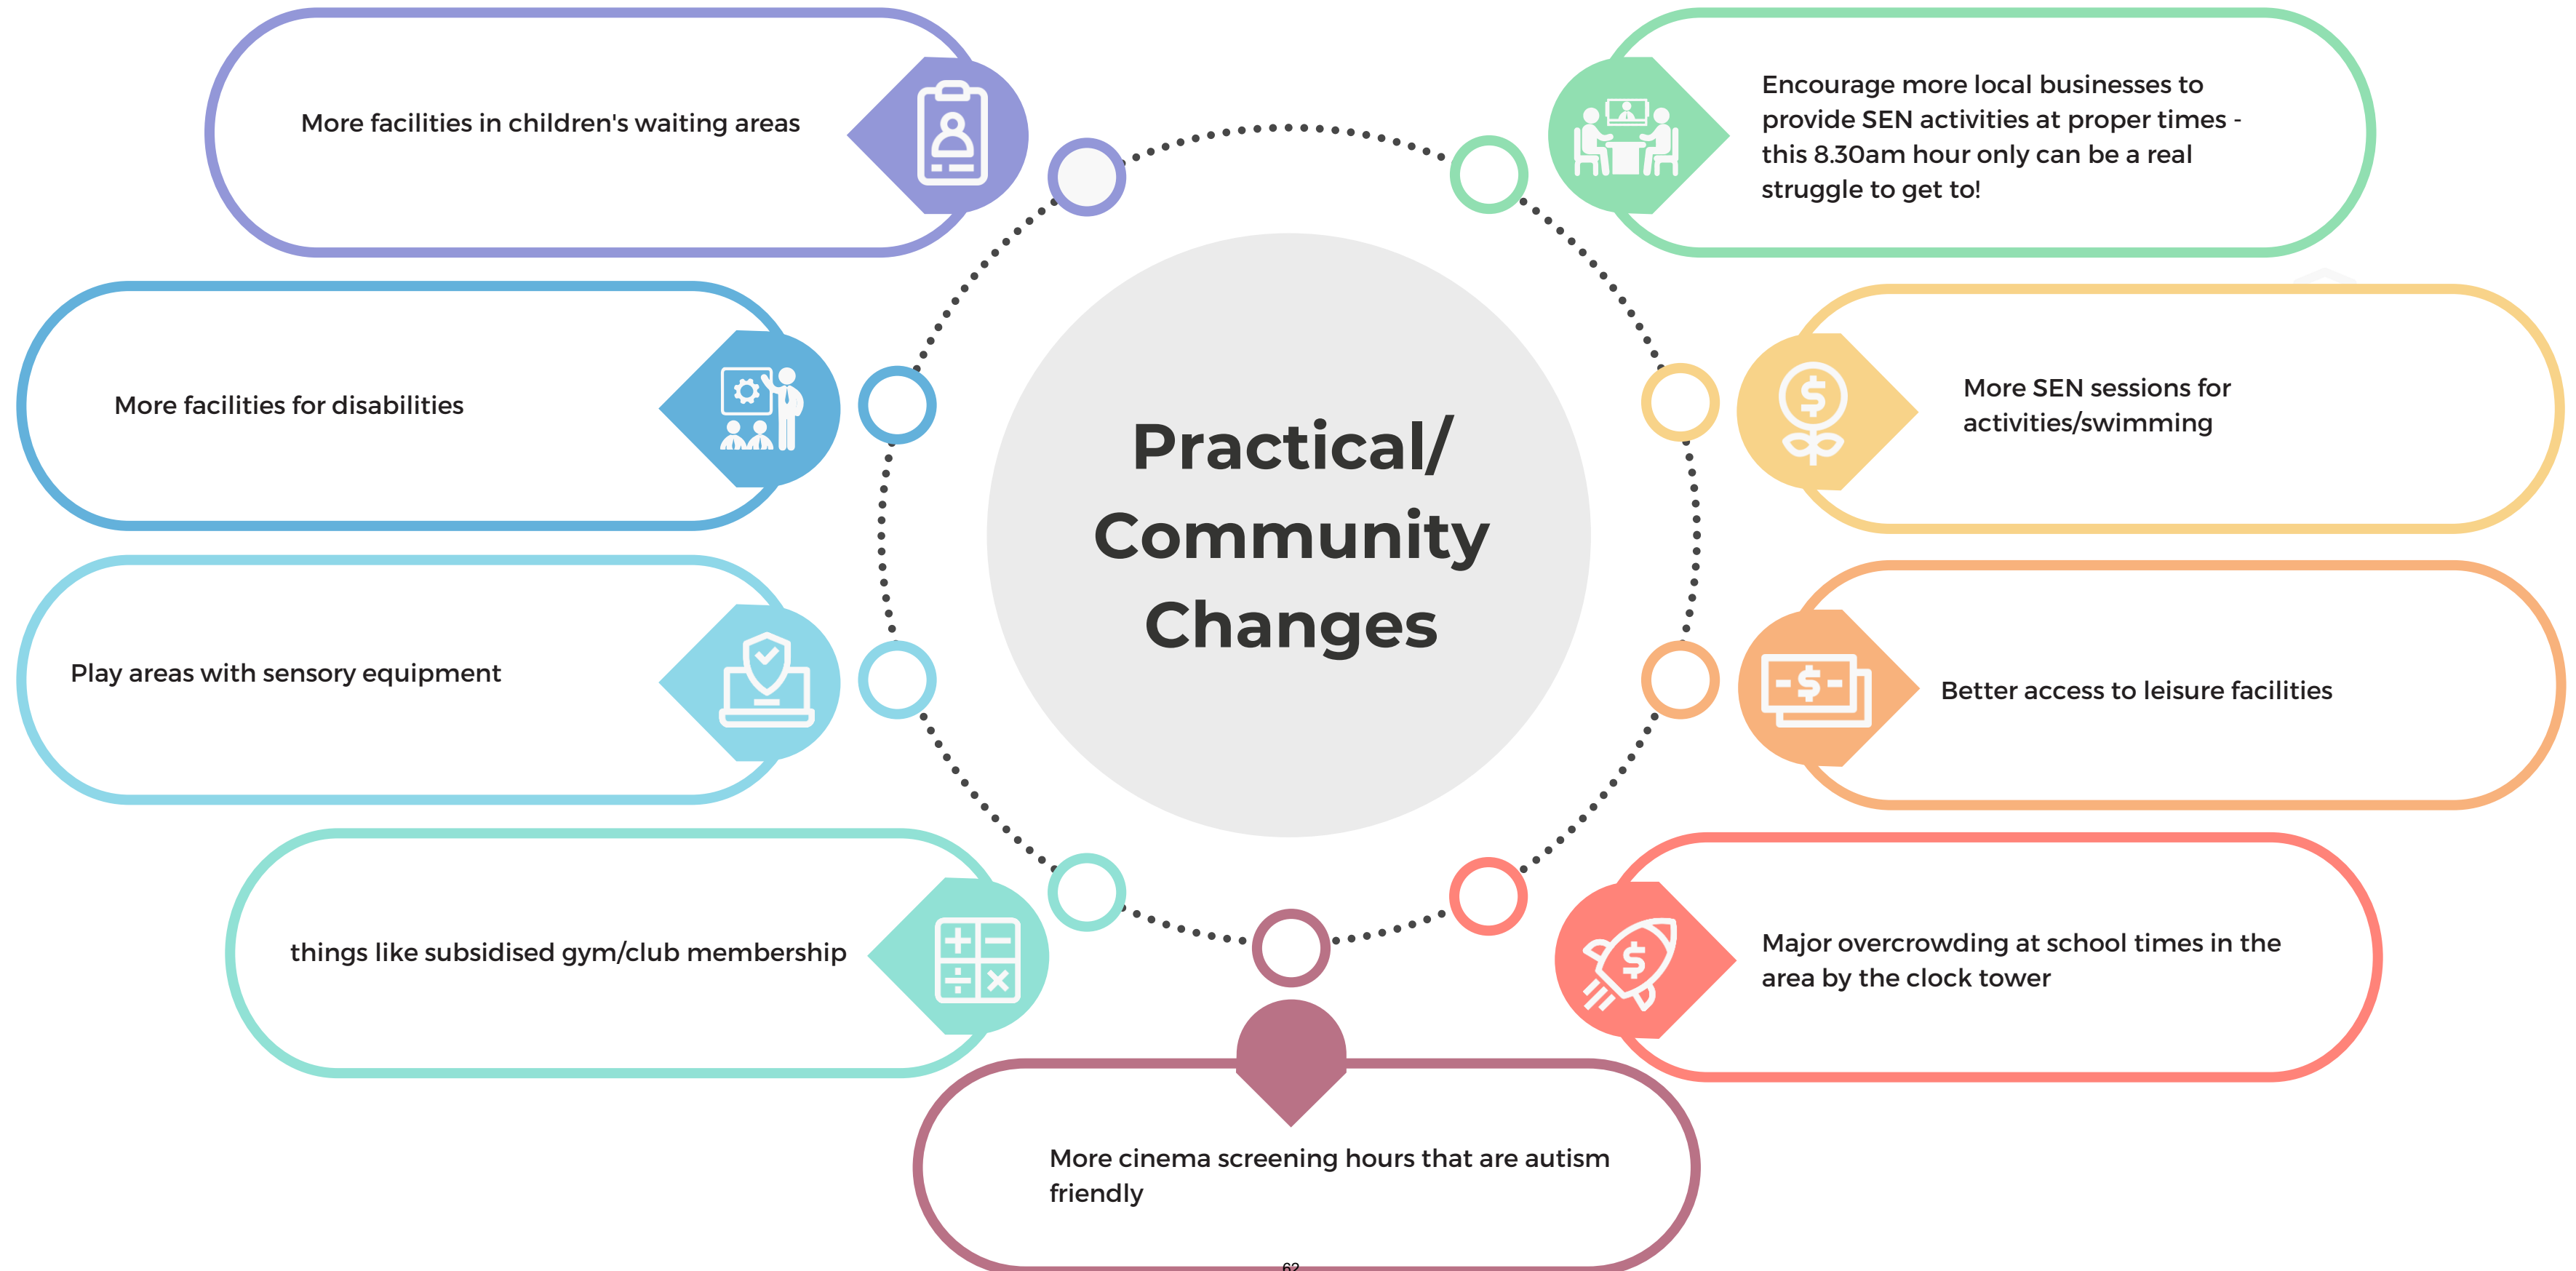 More facilities in children's waiting areas
Encourage more local businesses to
provide SEN activities at proper times -
this 8.30am hour only can be a real
struggle to get to!
More facilities for disabilities
More SEN sessions for
activities/swimming
Practical/
Community
Changes
Play areas with sensory equipment
Better access to leisure facilities
things like subsidised gym/club membership
Major overcrowding at school times in the
area by the clock tower
More cinema screening hours that are autism
friendly
62